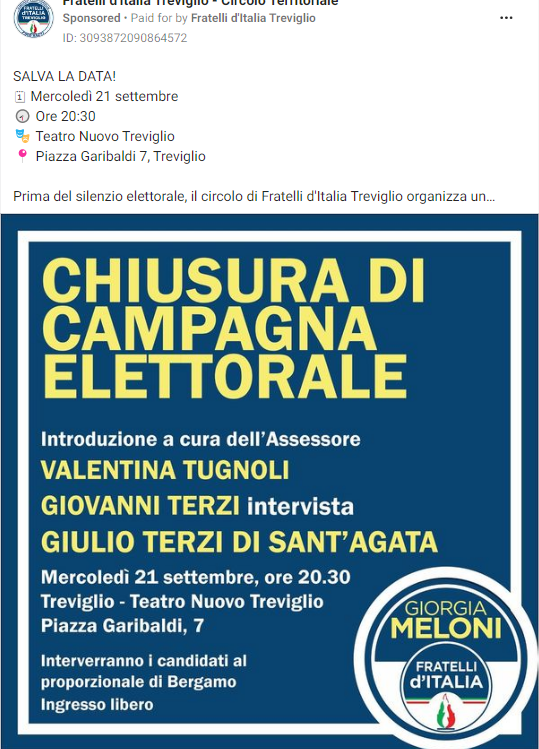 Fratelli d'Italia Treviglio - Circolo Territoriale
Sponsored • Paid for by Fratelli d'Italia Treviglio
ID: 3093872090864572
SALVA LA DATA!
Mercoledì 21 settembre
Ore 20:30
Teatro Nuovo Treviglio
Piazza Garibaldi 7, Treviglio
Prima del silenzio elettorale, il circolo di Fratelli d'Italia Treviglio organizza un...
CHIUSURA DI
CAMPAGNA
ELETTORALE
Introduzione a cura dell'Assessore
VALENTINA TUGNOLI
GIOVANNI TERZI intervista
GIULIO TERZI DI SANT'AGATA
Mercoledì 21 settembre, ore 20.30
Treviglio - Teatro Nuovo Treviglio
Piazza Garibaldi, 7
Interverranno i candidati al
proporzionale di Bergamo
Ingresso libero
GIORGIA
MELONI
FRATELLI
d'ITALIA